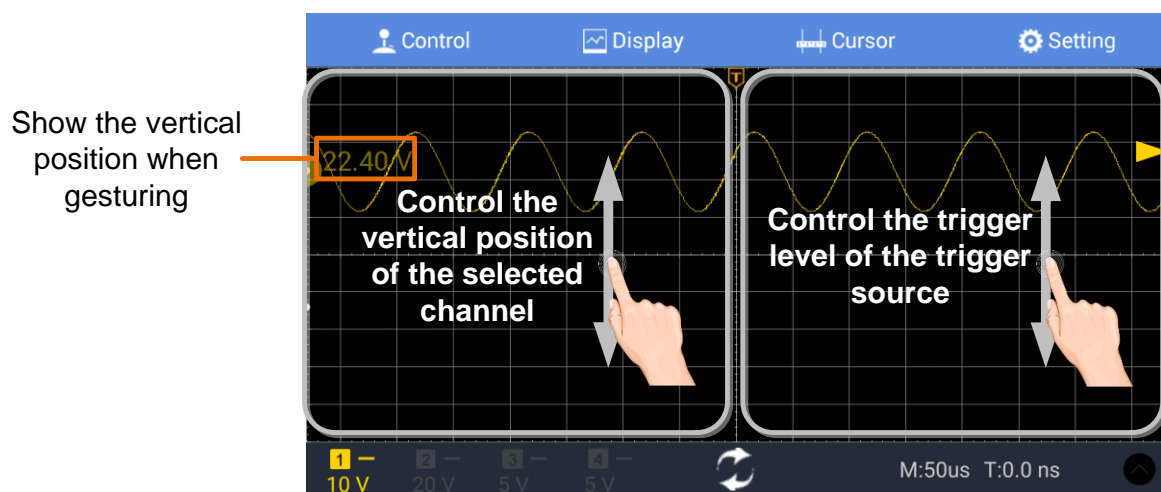 Control Display Cursor Setting
T
Show the vertical
position when
gesturing
22.40 V
Control the
vertical position
of the selected
channel
Control the trigger
level of the trigger
source
1 2 3 4
10 V 20 V 5 V 5 V
M:50us T:0.0 ns